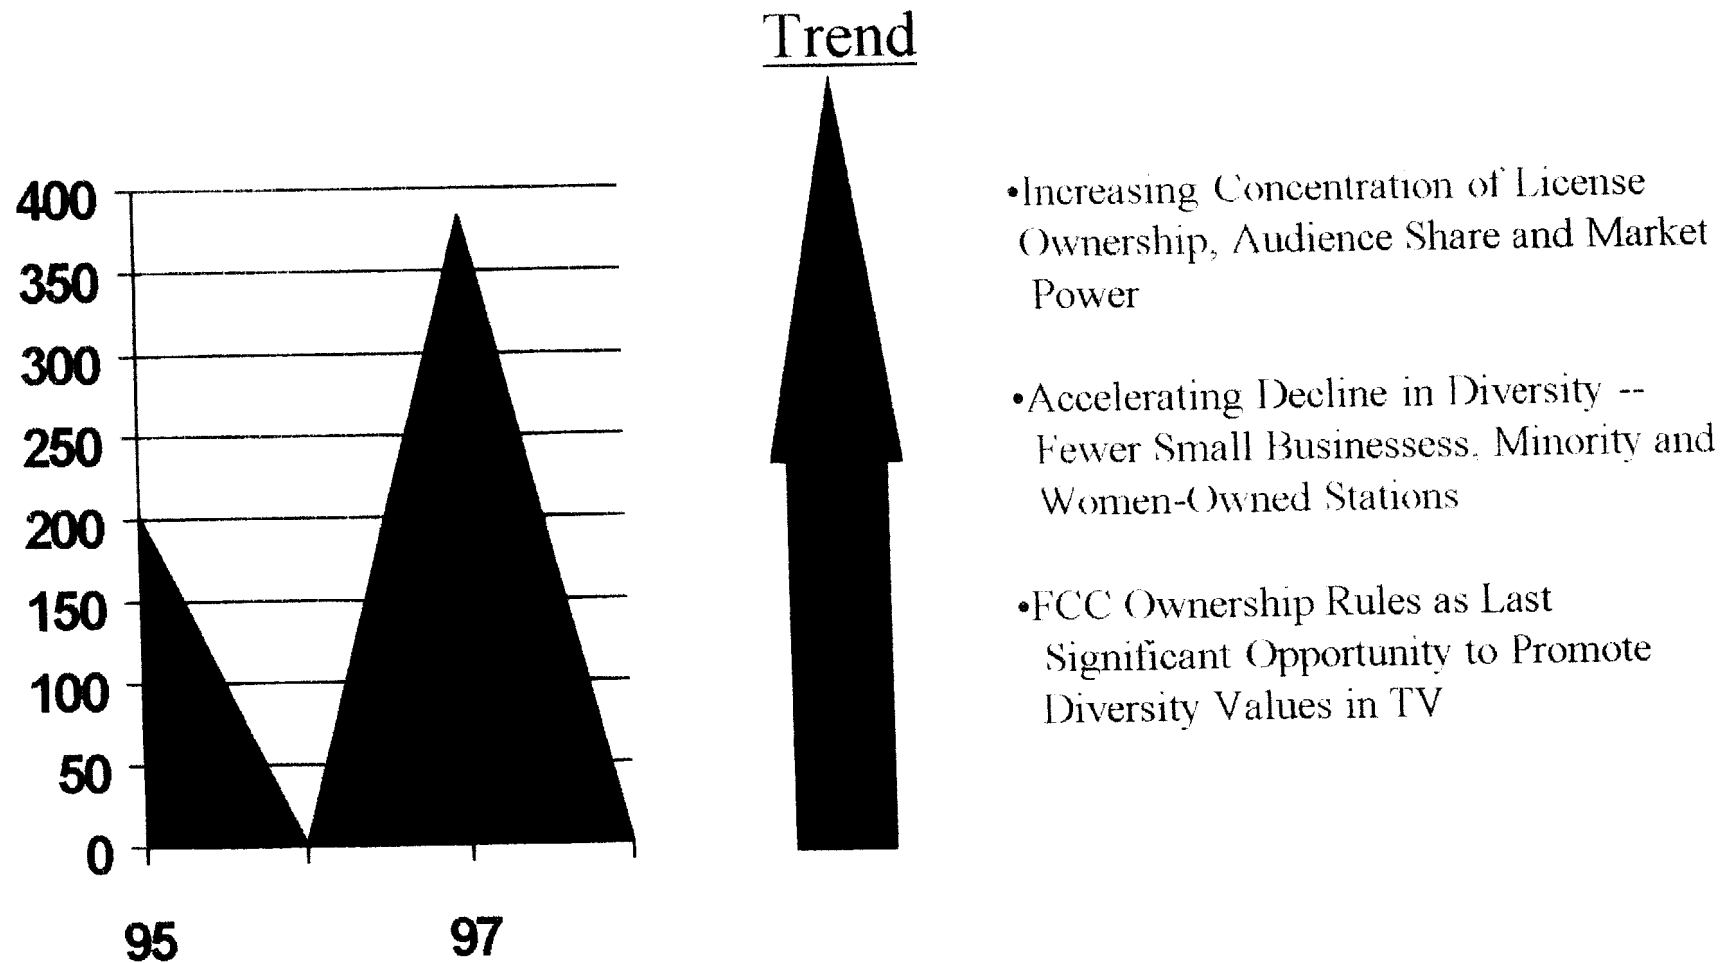 Trend
400
350
300
250
200
150
100
50
0
95
97
•Increasing Concentration of License
Ownership, Audience Share and Market
Power
•Accelerating Decline in Diversity --
Fewer Small Businessess, Minority and
Women-Owned Stations
•FCC Ownership Rules as Last
Significant Opportunity to Promote
Diversity Values in TV